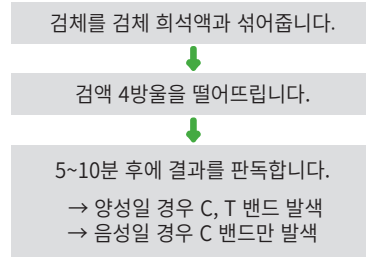 검체를 검체 희석액과 섞어줍니다.
검액 4방울을 떨어뜨립니다.
5~10분 후에 결과를 판독합니다.
→ 양성일 경우 C, T 밴드 발색
→ 음성일 경우 C 밴드만 발색